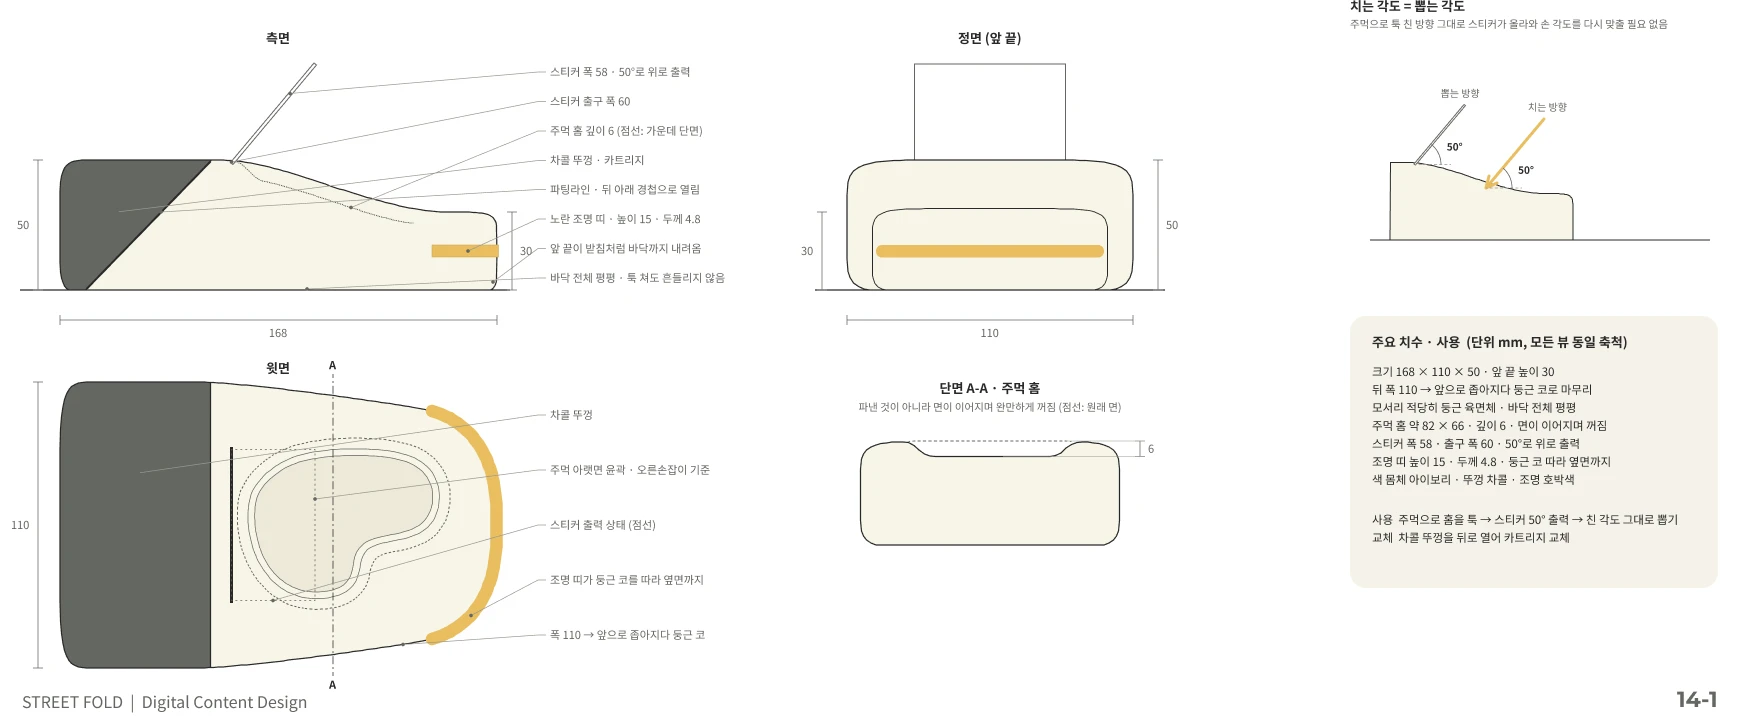 측면
스티커 폭 58 · 50°로 위로 출력
스티커 출구 폭 60
주먹 홈 깊이 6 (점선: 가운데 단면)
차콜 뚜껑 · 카트리지
파팅라인 · 뒤 아래 경첩으로 열림
노란 조명 띠 · 높이 15 · 두께 4.8
앞 끝이 받침처럼 바닥까지 내려옴
바닥 전체 평평 · 툭 쳐도 흔들리지 않음
50
30
168
정면 (앞 끝)
30
50
110
치는 각도 = 뽑는 각도
주먹으로 툭 친 방향 그대로 스티커가 올라와 손 각도를 다시 맞출 필요 없음
뽑는 방향
치는 방향
50°
50°
윗면
A
차콜 뚜껑
주먹 아랫면 윤곽 · 오른손잡이 기준
스티커 출력 상태 (점선)
조명 띠가 둥근 코를 따라 옆면까지
폭 110 → 앞으로 좁아지다 둥근 코
110
A
단면 A-A · 주먹 홈
파낸 것이 아니라 면이 이어지며 완만하게 꺼짐 (점선: 원래 면)
6
주요 치수 · 사용 (단위 mm, 모든 뷰 동일 축척)
크기 168 × 110 × 50 · 앞 끝 높이 30
뒤 폭 110 → 앞으로 좁아지다 둥근 코로 마무리
모서리 적당히 둥근 육면체 · 바닥 전체 평평
주먹 홈 약 82 × 66 · 깊이 6 · 면이 이어지며 꺼짐
스티커 폭 58 · 출구 폭 60 · 50°로 위로 출력
조명 띠 높이 15 · 두께 4.8 · 둥근 코 따라 옆면까지
색 몸체 아이보리 · 뚜껑 차콜 · 조명 호박색
사용 주먹으로 홈을 툭 → 스티커 50° 출력 → 친 각도 그대로 뽑기
교체 차콜 뚜껑을 뒤로 열어 카트리지 교체
STREET FOLD | Digital Content Design
14-1